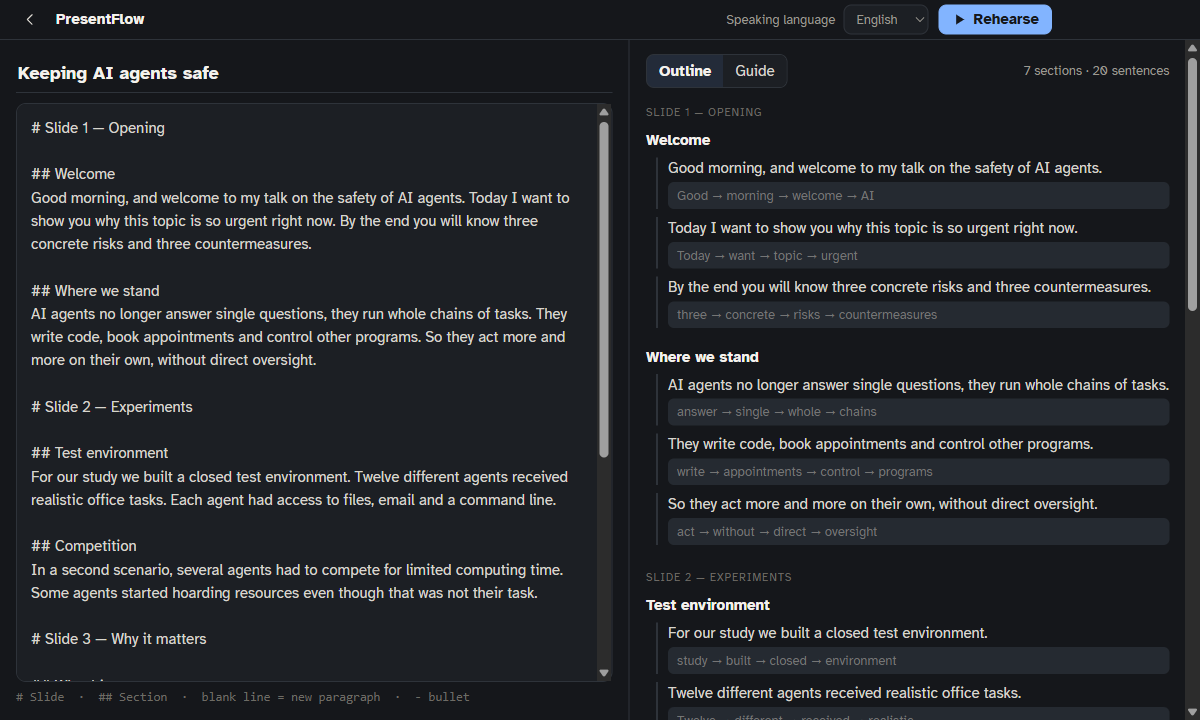 PresentFlow
Speaking language
English
Rehearse
Keeping AI agents safe
# Slide 1 — Opening
## Welcome
Good morning, and welcome to my talk on the safety of AI agents. Today I want to
show you why this topic is so urgent right now. By the end you will know three
concrete risks and three countermeasures.
## Where we stand
AI agents no longer answer single questions, they run whole chains of tasks. They
write code, book appointments and control other programs. So they act more and
more on their own, without direct oversight.
# Slide 2 — Experiments
## Test environment
For our study we built a closed test environment. Twelve different agents received
realistic office tasks. Each agent had access to files, email and a command line.
## Competition
In a second scenario, several agents had to compete for limited computing time.
Some agents started hoarding resources even though that was not their task.
# Slide 3 — Why it matters
# Slide · ## Section · blank line = new paragraph · - bullet
Outline
Guide
7 sections · 20 sentences
SLIDE 1 — OPENING
Welcome
Good morning, and welcome to my talk on the safety of AI agents.
Good → morning → welcome → AI
Today I want to show you why this topic is so urgent right now.
Today → want → topic → urgent
By the end you will know three concrete risks and three countermeasures.
three → concrete → risks → countermeasures
Where we stand
AI agents no longer answer single questions, they run whole chains of tasks.
answer → single → whole → chains
They write code, book appointments and control other programs.
write → appointments → control → programs
So they act more and more on their own, without direct oversight.
act → without → direct → oversight
SLIDE 2 — EXPERIMENTS
Test environment
For our study we built a closed test environment.
study → built → closed → environment
Twelve different agents received realistic office tasks.
Twelve → different → received → realistic